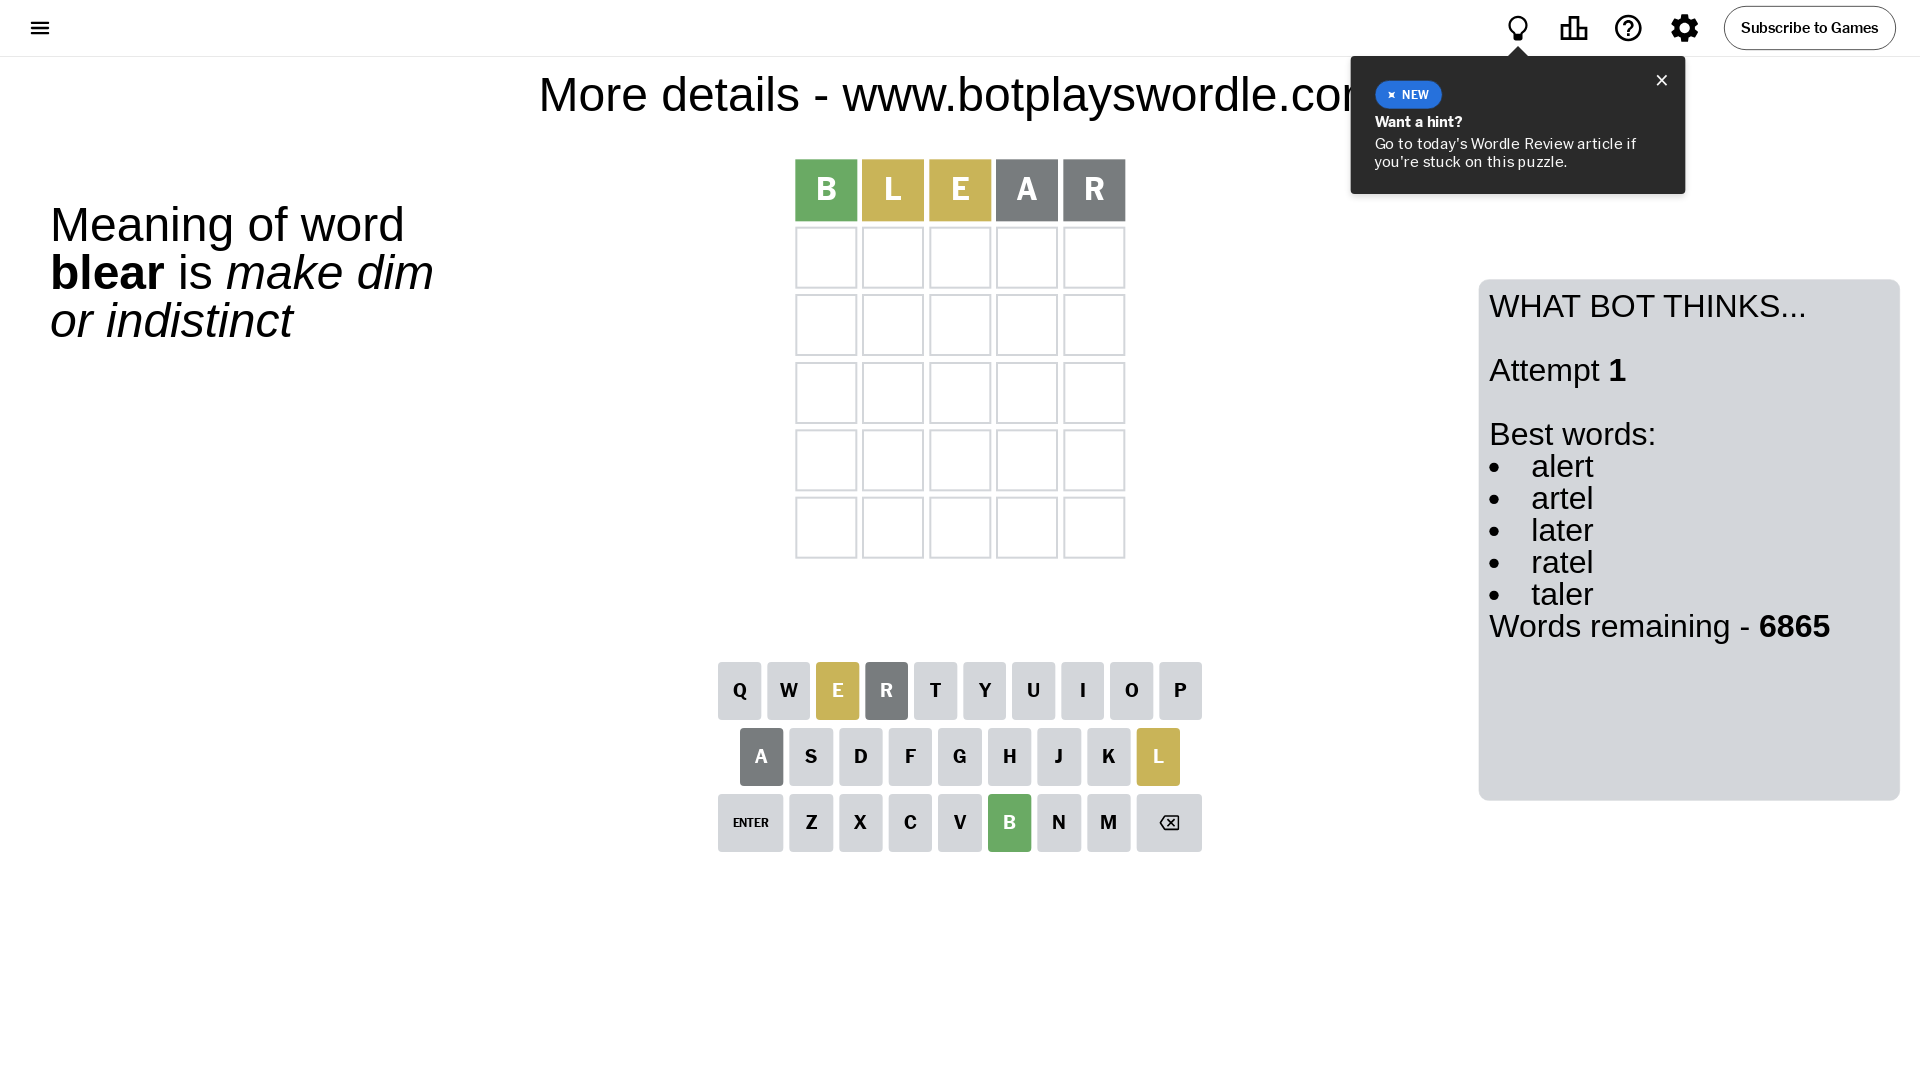 Subscribe to Games
More details - www.botplayswordle.co
NEW
Want a hint?
Go to today's Wordle Review article if
you're stuck on this puzzle.
B L E A R
Meaning of word
blear is make dim
or indistinct
WHAT BOT THINKS...
Attempt 1
Best words:
• alert
• artel
• later
• ratel
• taler
Words remaining - 6865
Q W E R T Y U I O P
A S D F G H J K L
ENTER Z X C V B N M